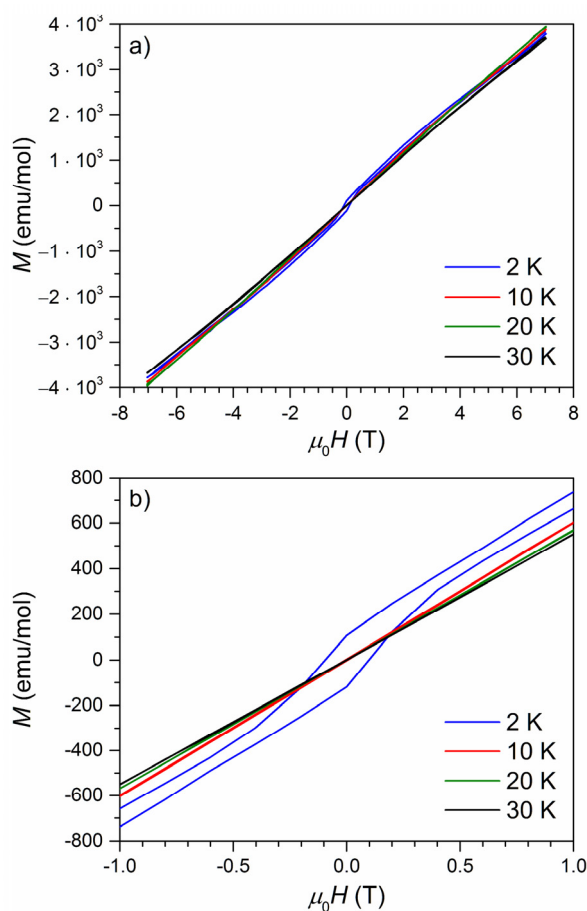 a)
4 · 10³
3 · 10³
2 · 10³
1 · 10³
0
−1 · 10³
−2 · 10³
−3 · 10³
−4 · 10³
M (emu/mol)
2 K
10 K
20 K
30 K
-8 -6 -4 -2 0 2 4 6 8
μ₀H (T)
b)
800
600
400
200
0
-200
-400
-600
-800
M (emu/mol)
2 K
10 K
20 K
30 K
-1.0 -0.5 0.0 0.5 1.0
μ₀H (T)